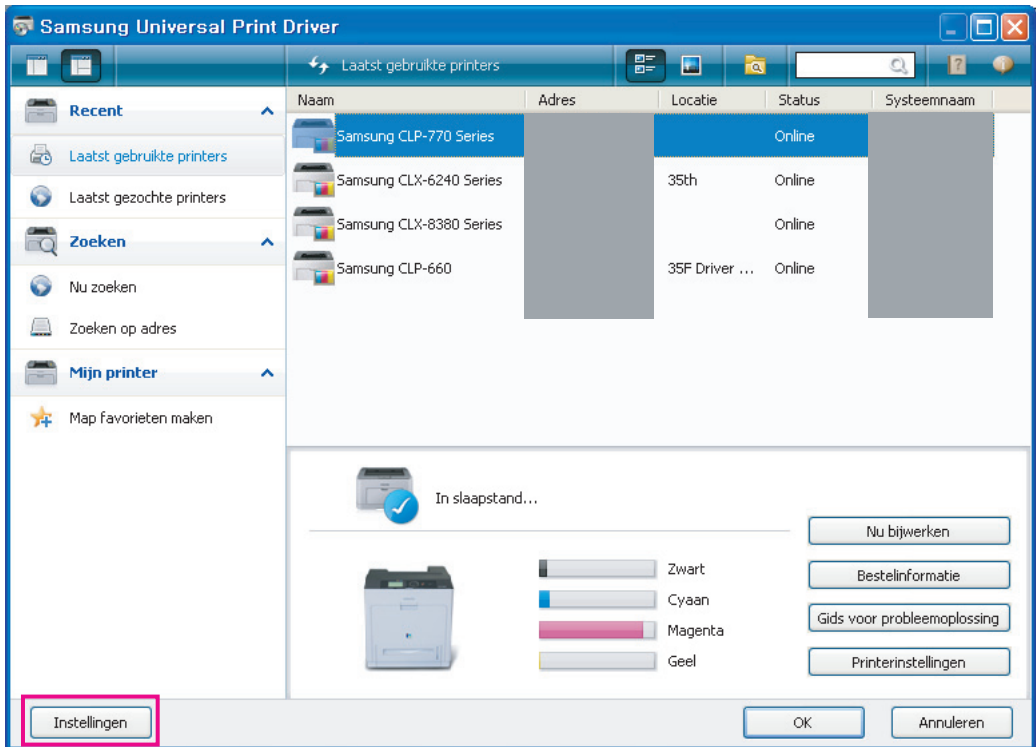 Samsung Universal Print Driver
Laatst gebruikte printers
Recent
Laatst gebruikte printers
Laatst gezochte printers
Zoeken
Nu zoeken
Zoeken op adres
Mijn printer
Map favorieten maken
Naam Adres Locatie Status Systeemnaam
Samsung CLP-770 Series Online
Samsung CLX-6240 Series 35th Online
Samsung CLX-8380 Series Online
Samsung CLP-660 35F Driver ... Online
In slaapstand...
Zwart
Cyaan
Magenta
Geel
Nu bijwerken
Bestelinformatie
Gids voor probleemoplossing
Printerinstellingen
Instellingen
OK
Annuleren